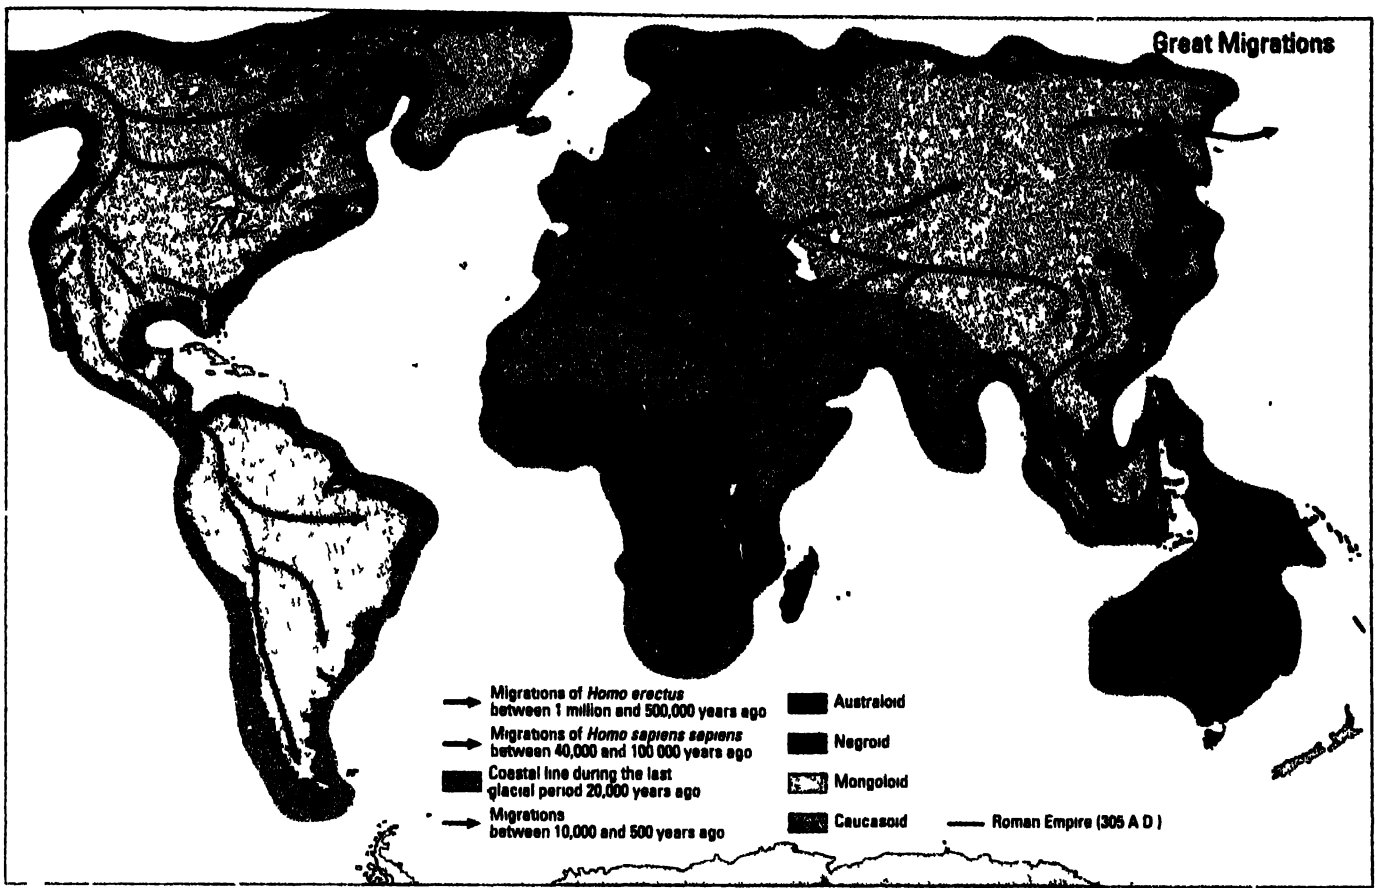 Great Migrations
Migrations of Homo erectus
between 1 million and 500,000 years ago
Migrations of Homo sapiens sapiens
between 40,000 and 100 000 years ago
Coastal line during the last
glacial period 20,000 years ago
Migrations
between 10,000 and 500 years ago
Australoid
Negroid
Mongoloid
Caucasoid
Roman Empire (305 A D)